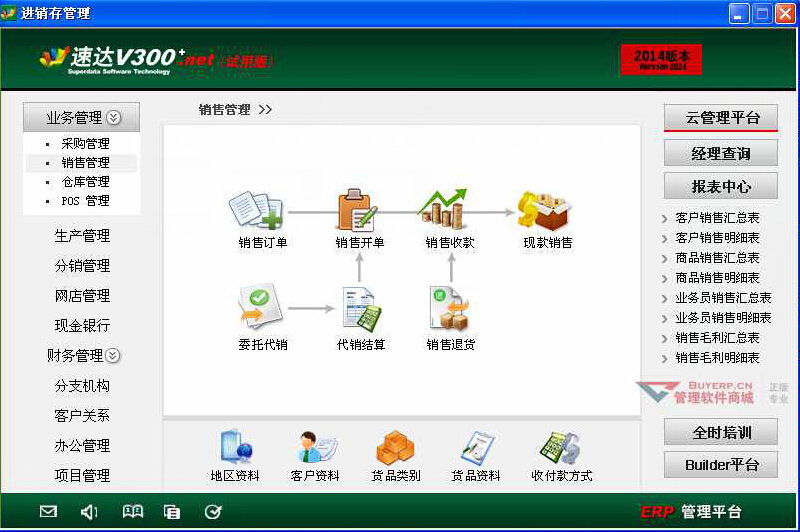 进销存管理
速达V300+.net（试用版）
Superdata Software Technology
2014版本
Version 2014
业务管理
采购管理
销售管理
仓库管理
POS 管理
生产管理
分销管理
网店管理
现金银行
财务管理
分支机构
客户关系
办公管理
项目管理
销售管理 >>
销售订单
销售开单
销售收款
现款销售
委托代销
代销结算
销售退货
地区资料
客户资料
货品类别
货品资料
收付款方式
云管理平台
经理查询
报表中心
客户销售汇总表
客户销售明细表
商品销售汇总表
商品销售明细表
业务员销售汇总表
业务员销售明细表
销售毛利汇总表
销售毛利明细表
BUYERP.CN
管理软件商城
正版
专业
全时培训
Builder平台
ERP 管理平台